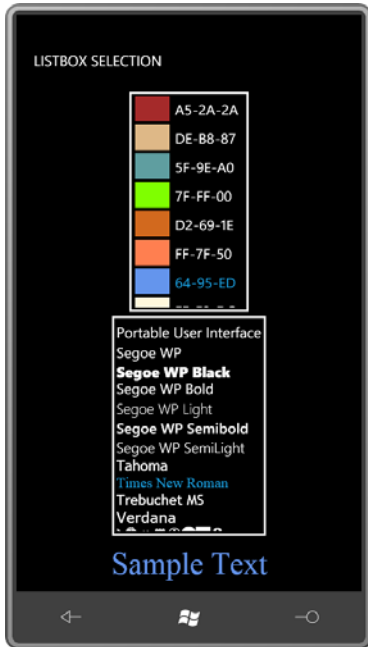 LISTBOX SELECTION
A5-2A-2A
DE-B8-87
5F-9E-A0
7F-FF-00
D2-69-1E
FF-7F-50
64-95-ED
Portable User Interface
Segoe WP
Segoe WP Black
Segoe WP Bold
Segoe WP Light
Segoe WP Semibold
Segoe WP SemiLight
Tahoma
Times New Roman
Trebuchet MS
Verdana
Sample Text